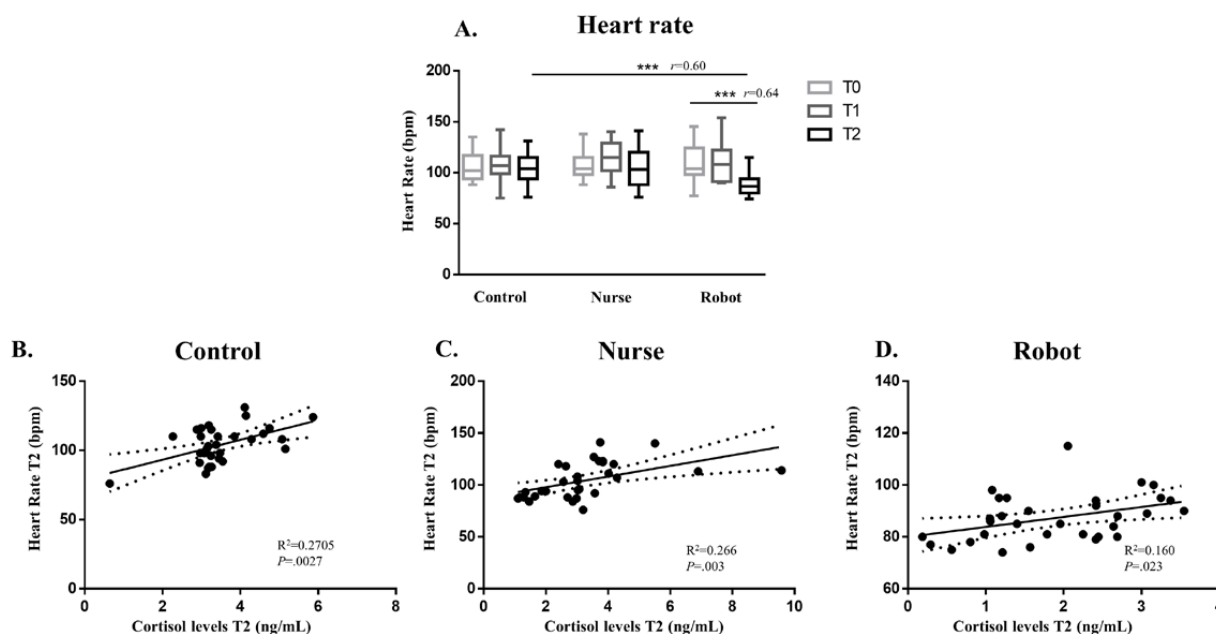 A. Heart rate
*** r=0.60
*** r=0.64
T0
T1
T2
Heart Rate (bpm)
200
150
100
50
0
Control Nurse Robot
B. Control
Heart Rate T2 (bpm)
150
100
50
0
R²=0.2705
P=.0027
0 2 4 6 8
Cortisol levels T2 (ng/mL)
C. Nurse
Heart Rate T2 (bpm)
200
150
100
50
0
R²=0.266
P=.003
0 2 4 6 8 10
Cortisol levels T2 (ng/mL)
D. Robot
Heart Rate T2 (bpm)
140
120
100
80
60
R²=0.160
P=.023
0 1 2 3 4
Cortisol levels T2 (ng/mL)